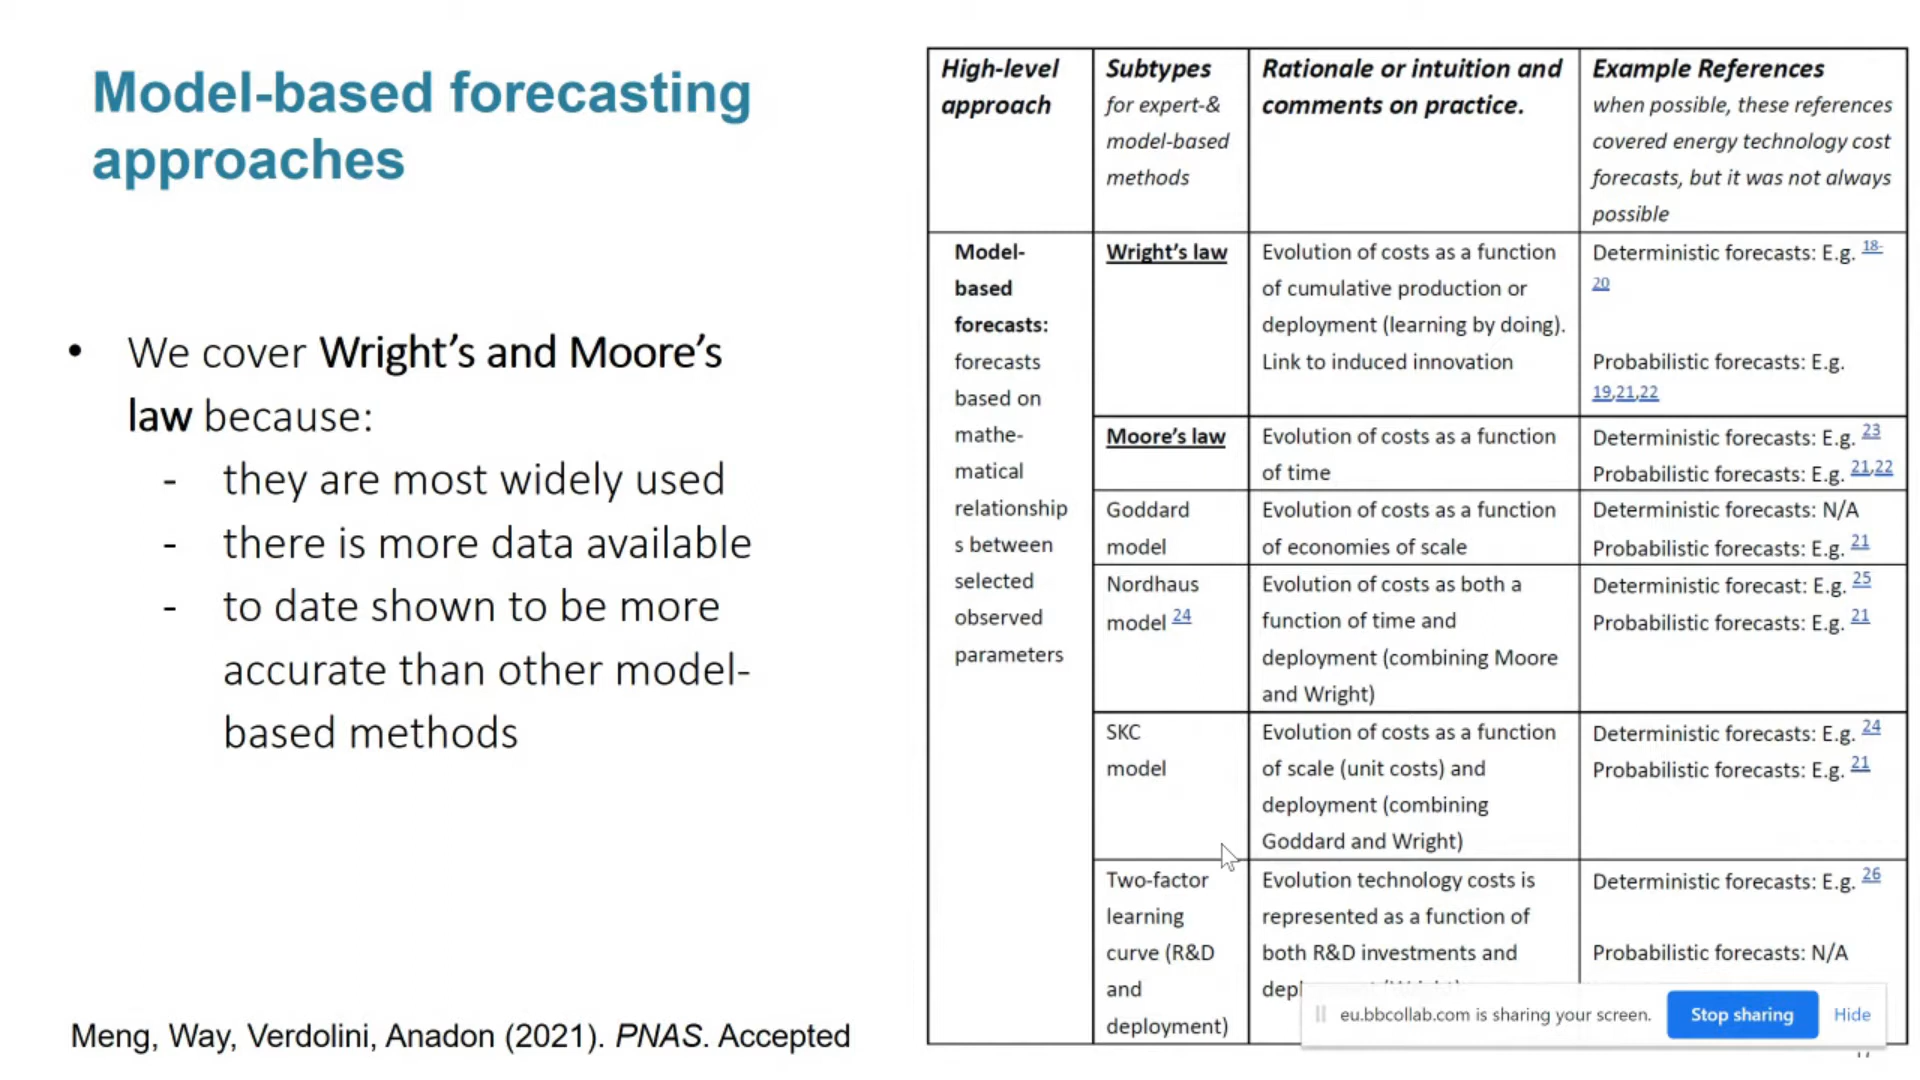 Model-based forecasting
approaches
• We cover Wright's and Moore's
law because:
- they are most widely used
- there is more data available
- to date shown to be more
accurate than other model-
based methods
Meng, Way, Verdolini, Anadon (2021). PNAS. Accepted
High-level
approach
Subtypes
for expert-&
model-based
methods
Rationale or intuition and
comments on practice.
Example References
when possible, these references
covered energy technology cost
forecasts, but it was not always
possible
Model-
based
forecasts:
forecasts
based on
mathe-
matical
relationship
s between
selected
observed
parameters
Wright's law
Evolution of costs as a function
of cumulative production or
deployment (learning by doing).
Link to induced innovation
Deterministic forecasts: E.g. 18-
20
Probabilistic forecasts: E.g.
19,21,22
Moore's law
Evolution of costs as a function
of time
Deterministic forecasts: E.g. 23
Probabilistic forecasts: E.g. 21,22
Goddard
model
Evolution of costs as a function
of economies of scale
Deterministic forecasts: N/A
Probabilistic forecasts: E.g. 21
Nordhaus
model 24
Evolution of costs as both a
function of time and
deployment (combining Moore
and Wright)
Deterministic forecast: E.g. 25
Probabilistic forecasts: E.g. 21
SKC
model
Evolution of costs as a function
of scale (unit costs) and
deployment (combining
Goddard and Wright)
Deterministic forecasts: E.g. 24
Probabilistic forecasts: E.g. 21
Two-factor
learning
curve (R&D
and
deployment)
Evolution technology costs is
represented as a function of
both R&D investments and
Deterministic forecasts: E.g. 26
Probabilistic forecasts: N/A
eu.bbcollab.com is sharing your screen.
Stop sharing
Hide